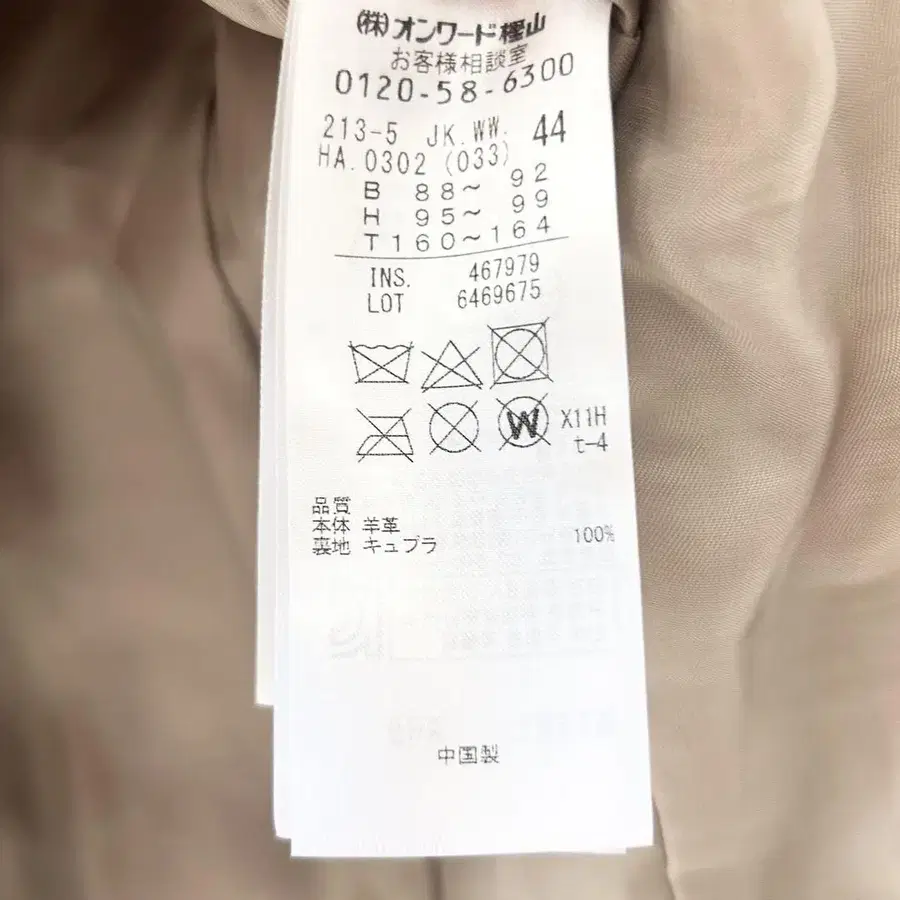 (株)オンワード樫山
お客様相談室
0120-58-6300
213-5 JK.WW. 44
HA.0302 (033)
B 88～ 92
H 95～ 99
T160～164
INS. 467979
LOT 6469675
W X11H
t-4
品質
本体 羊革
裏地 キュプラ 100%
中国製